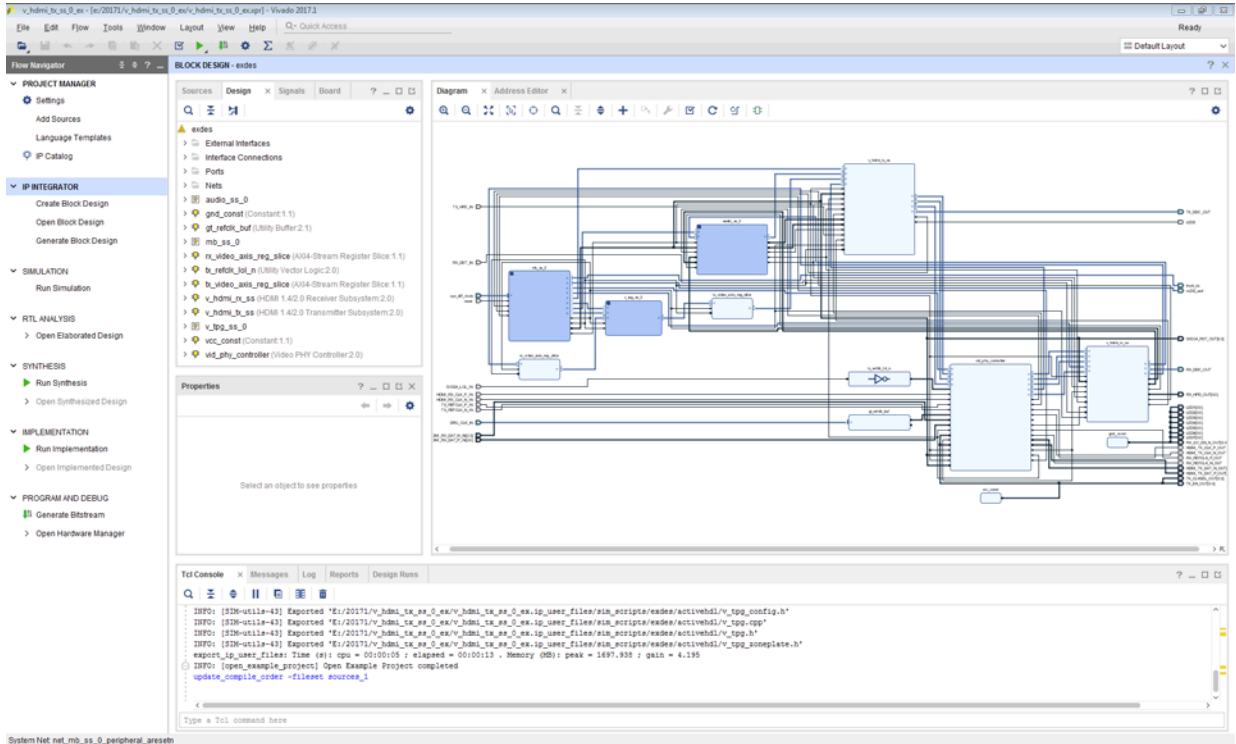 v_hdmi_tx_ss_0_ex - [e:/20171/v_hdmi_tx_ss_0_ex/v_hdmi_tx_ss_0_ex.xpr] - Vivado 2017.1
File Edit Flow Tools Window Layout View Help Quick Access
Ready
Default Layout
Flow Navigator
PROJECT MANAGER
Settings
Add Sources
Language Templates
IP Catalog
IP INTEGRATOR
Create Block Design
Open Block Design
Generate Block Design
SIMULATION
Run Simulation
RTL ANALYSIS
Open Elaborated Design
SYNTHESIS
Run Synthesis
Open Synthesized Design
IMPLEMENTATION
Run Implementation
Open Implemented Design
PROGRAM AND DEBUG
Generate Bitstream
Open Hardware Manager
BLOCK DESIGN - exdes
Sources Design Signals Board
exdes
External Interfaces
Interface Connections
Ports
Nets
audio_ss_0
gnd_const (Constant:1.1)
gt_refclk_buf (Utility Buffer:2.1)
mb_ss_0
rx_video_axis_reg_slice (AXI4-Stream Register Slice:1.1)
tx_refclk_lol_n (Utility Vector Logic:2.0)
tx_video_axis_reg_slice (AXI4-Stream Register Slice:1.1)
v_hdmi_rx_ss (HDMI 1.4/2.0 Receiver Subsystem:2.0)
v_hdmi_tx_ss (HDMI 1.4/2.0 Transmitter Subsystem:2.0)
v_tpg_ss_0
vcc_const (Constant:1.1)
vid_phy_controller (Video PHY Controller:2.0)
Properties
Select an object to see properties
Diagram Address Editor
Tcl Console Messages Log Reports Design Runs
INFO: [SIM-utils-43] Exported 'E:/20171/v_hdmi_tx_ss_0_ex/v_hdmi_tx_ss_0_ex.ip_user_files/sim_scripts/exdes/activehdl/v_tpg_config.h'
INFO: [SIM-utils-43] Exported 'E:/20171/v_hdmi_tx_ss_0_ex/v_hdmi_tx_ss_0_ex.ip_user_files/sim_scripts/exdes/activehdl/v_tpg.cpp'
INFO: [SIM-utils-43] Exported 'E:/20171/v_hdmi_tx_ss_0_ex/v_hdmi_tx_ss_0_ex.ip_user_files/sim_scripts/exdes/activehdl/v_tpg.h'
INFO: [SIM-utils-43] Exported 'E:/20171/v_hdmi_tx_ss_0_ex/v_hdmi_tx_ss_0_ex.ip_user_files/sim_scripts/exdes/activehdl/v_tpg_zoneplate.h'
export_ip_user_files: Time (s): cpu = 00:00:05 ; elapsed = 00:00:13 . Memory (MB): peak = 1697.938 ; gain = 4.195
INFO: [open_example_project] Open Example Project completed
update_compile_order -fileset sources_1
Type a Tcl command here
System Net: net_mb_ss_0_peripheral_aresetn